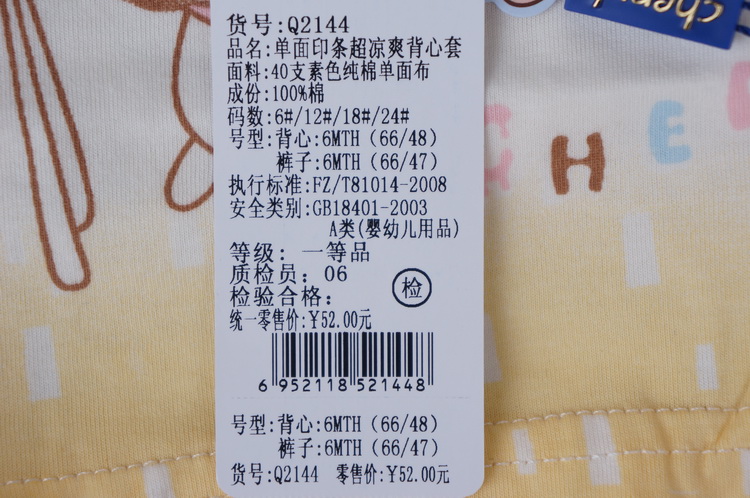 货号:Q2144
品名:单面印条超凉爽背心套
面料:40支素色纯棉单面布
成份:100%棉
码数:6#/12#/18#/24#
号型:背心:6MTH（66/48）
裤子:6MTH（66/47）
执行标准:FZ/T81014-2008
安全类别:GB18401-2003
A类(婴幼儿用品)
等级: 一等品
质检员: 06
检验合格:
检
统一零售价:¥52.00元
6 952118 521448
号型:背心:6MTH（66/48）
裤子:6MTH（66/47）
货号:Q2144 零售价:¥52.00元
CHE